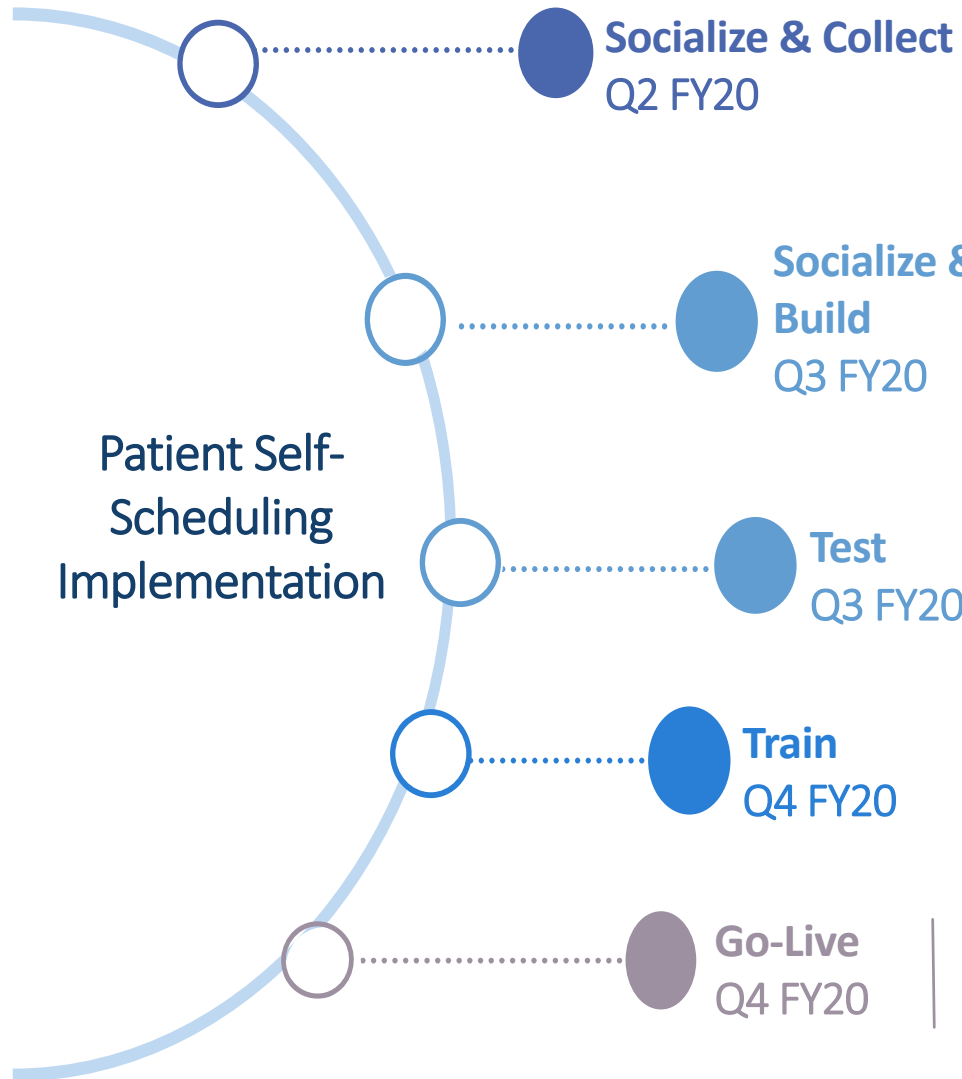 Socialize & Collect
Q2 FY20
Socialize &
Build
Q3 FY20
Patient Self-
Scheduling
Implementation
Test
Q3 FY20
Train
Q4 FY20
Go-Live
Q4 FY20